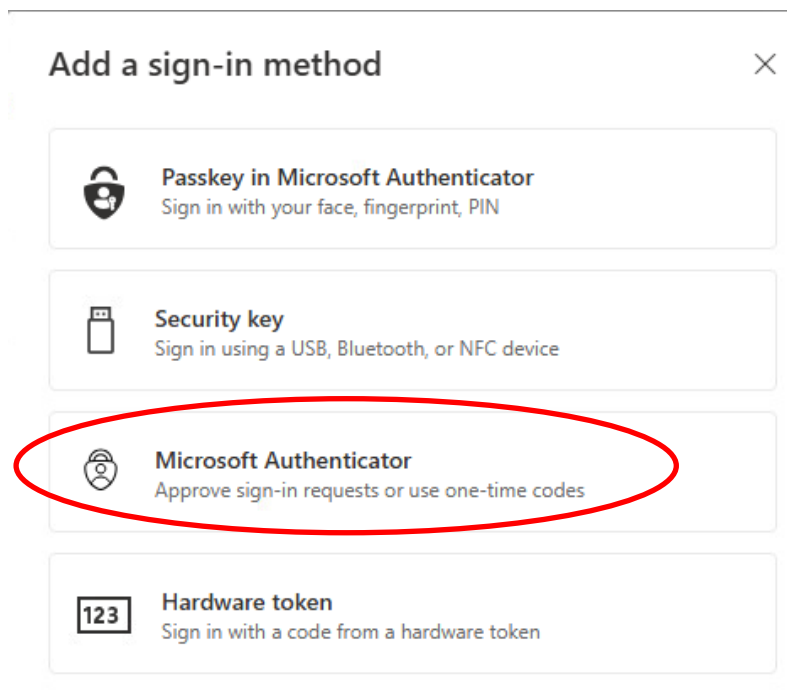 Add a sign-in method
Passkey in Microsoft Authenticator
Sign in with your face, fingerprint, PIN
Security key
Sign in using a USB, Bluetooth, or NFC device
Microsoft Authenticator
Approve sign-in requests or use one-time codes
123
Hardware token
Sign in with a code from a hardware token